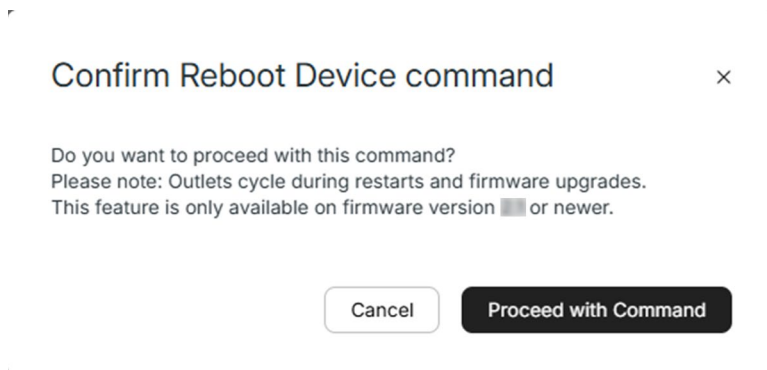 Confirm Reboot Device command
×
Do you want to proceed with this command?
Please note: Outlets cycle during restarts and firmware upgrades.
This feature is only available on firmware version or newer.
Cancel
Proceed with Command